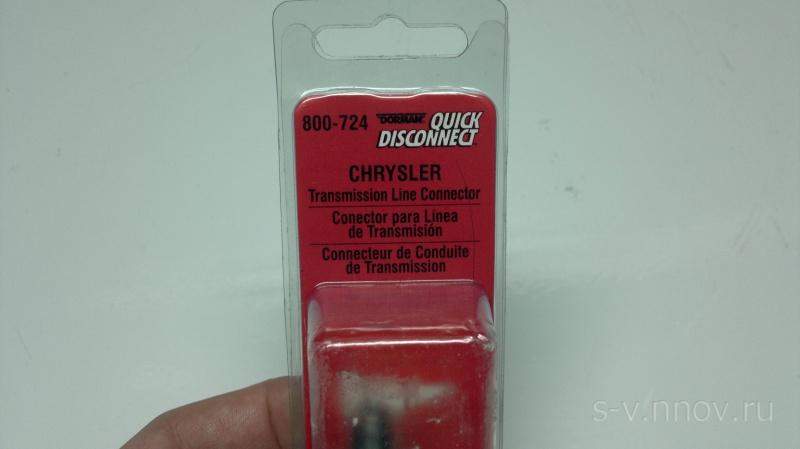 800-724 DORMAN QUICK
DISCONNECT
CHRYSLER
Transmission Line Connector
Conector para Línea
de Transmisión
Connecteur de Conduite
de Transmission
s-v.nnov.ru